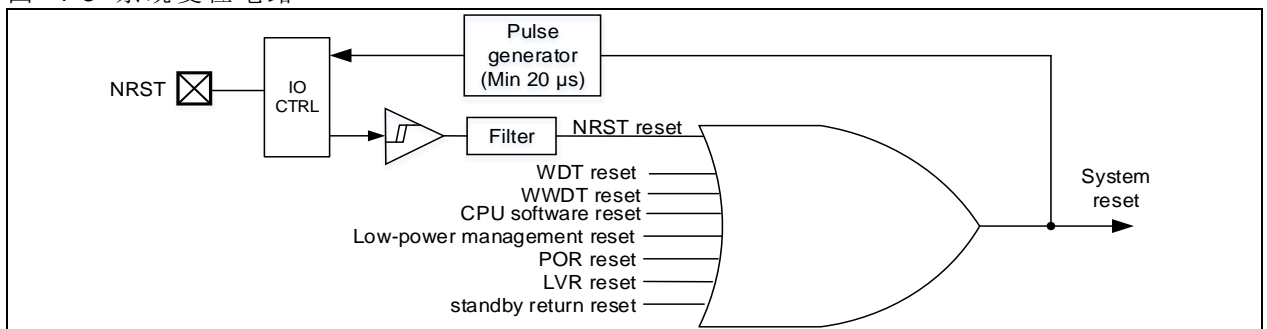 Pulse
generator
(Min 20 µs)
NRST
IO
CTRL
Filter
NRST reset
WDT reset
WWDT reset
CPU software reset
Low-power management reset
POR reset
LVR reset
standby return reset
System
reset